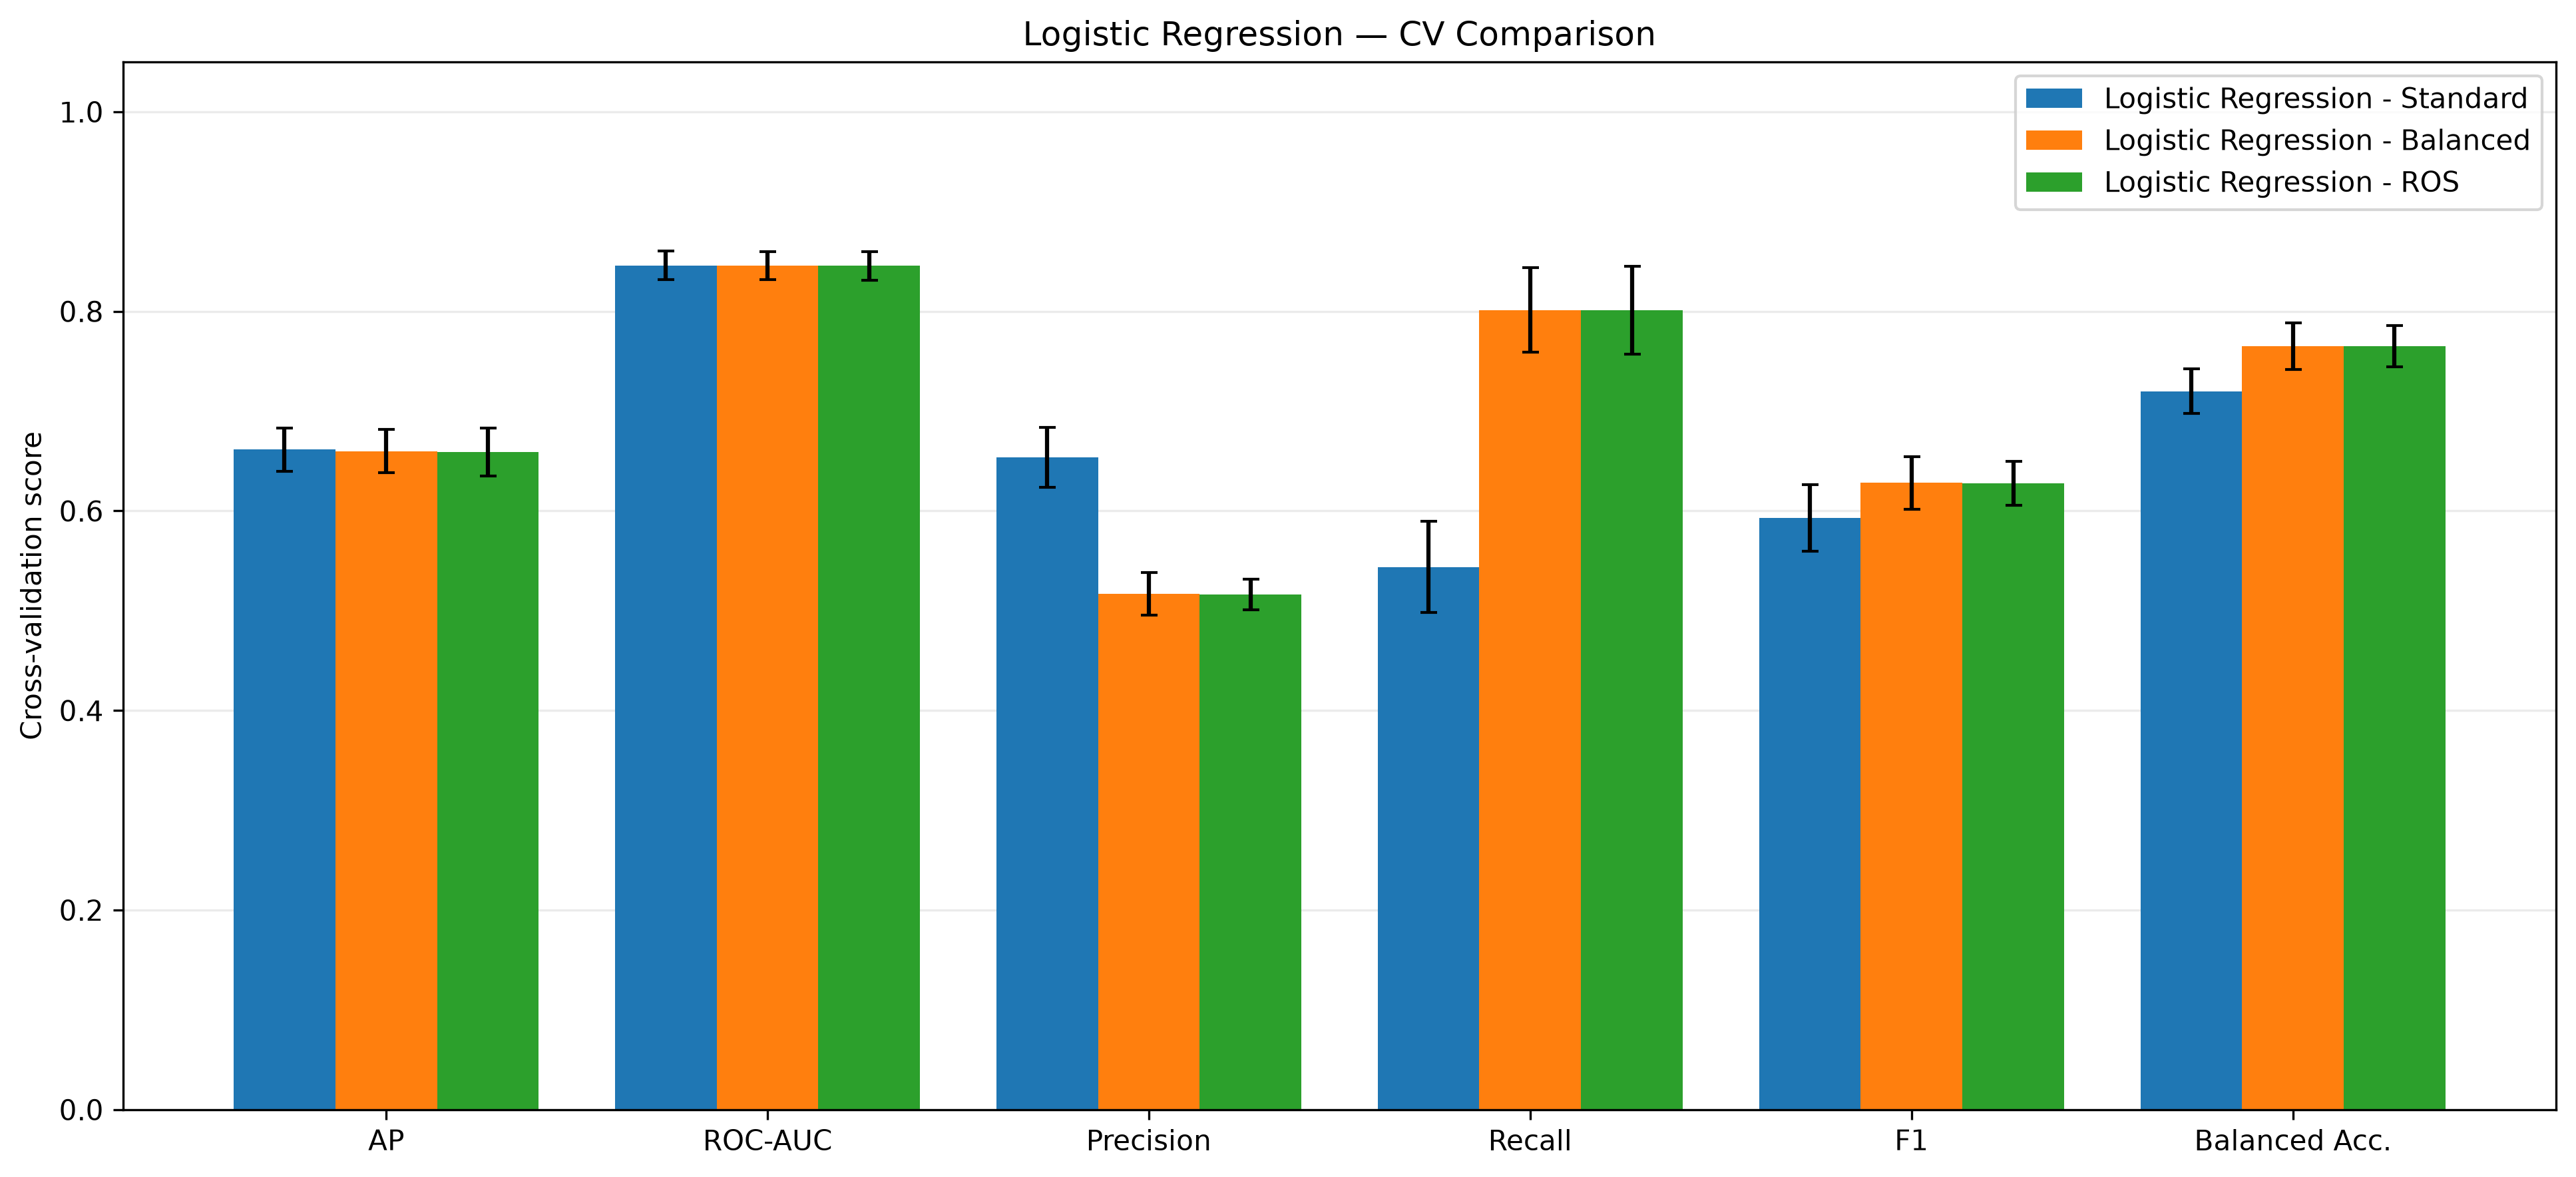 Logistic Regression — CV Comparison
Logistic Regression - Standard
Logistic Regression - Balanced
Logistic Regression - ROS
Cross-validation score
1.0
0.8
0.6
0.4
0.2
0.0
AP
ROC-AUC
Precision
Recall
F1
Balanced Acc.